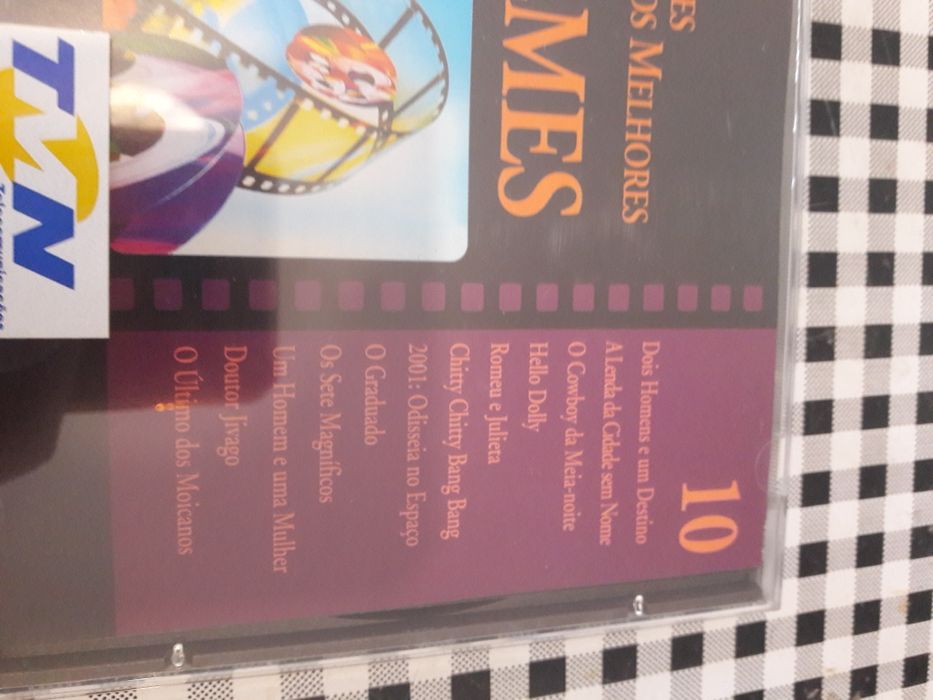 ES
OS MELHORES
MES
10
Dois Homens e um Destino
A Lenda da Cidade sem Nome
O Cowboy da Meia-noite
Hello Dolly
Romeu e Julieta
Chitty Chitty Bang Bang
2001: Odisseia no Espaço
O Graduado
Os Sete Magníficos
Um Homem e uma Mulher
Doutor Jivago
O Último dos Moicanos
TMN
Telecomunicações